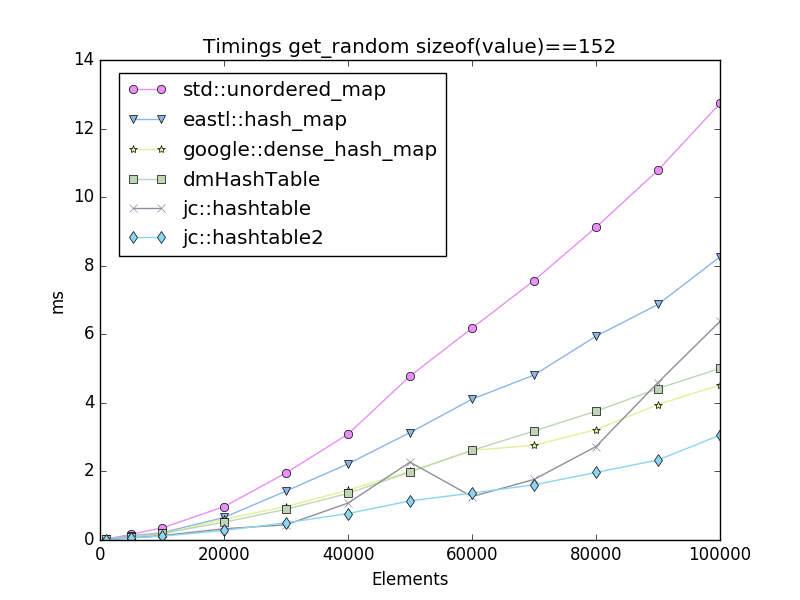 Timings get_random sizeof(value)==152
14
12
10
8
6
4
2
0
ms
std::unordered_map
eastl::hash_map
google::dense_hash_map
dmHashTable
jc::hashtable
jc::hashtable2
0 20000 40000 60000 80000 100000
Elements